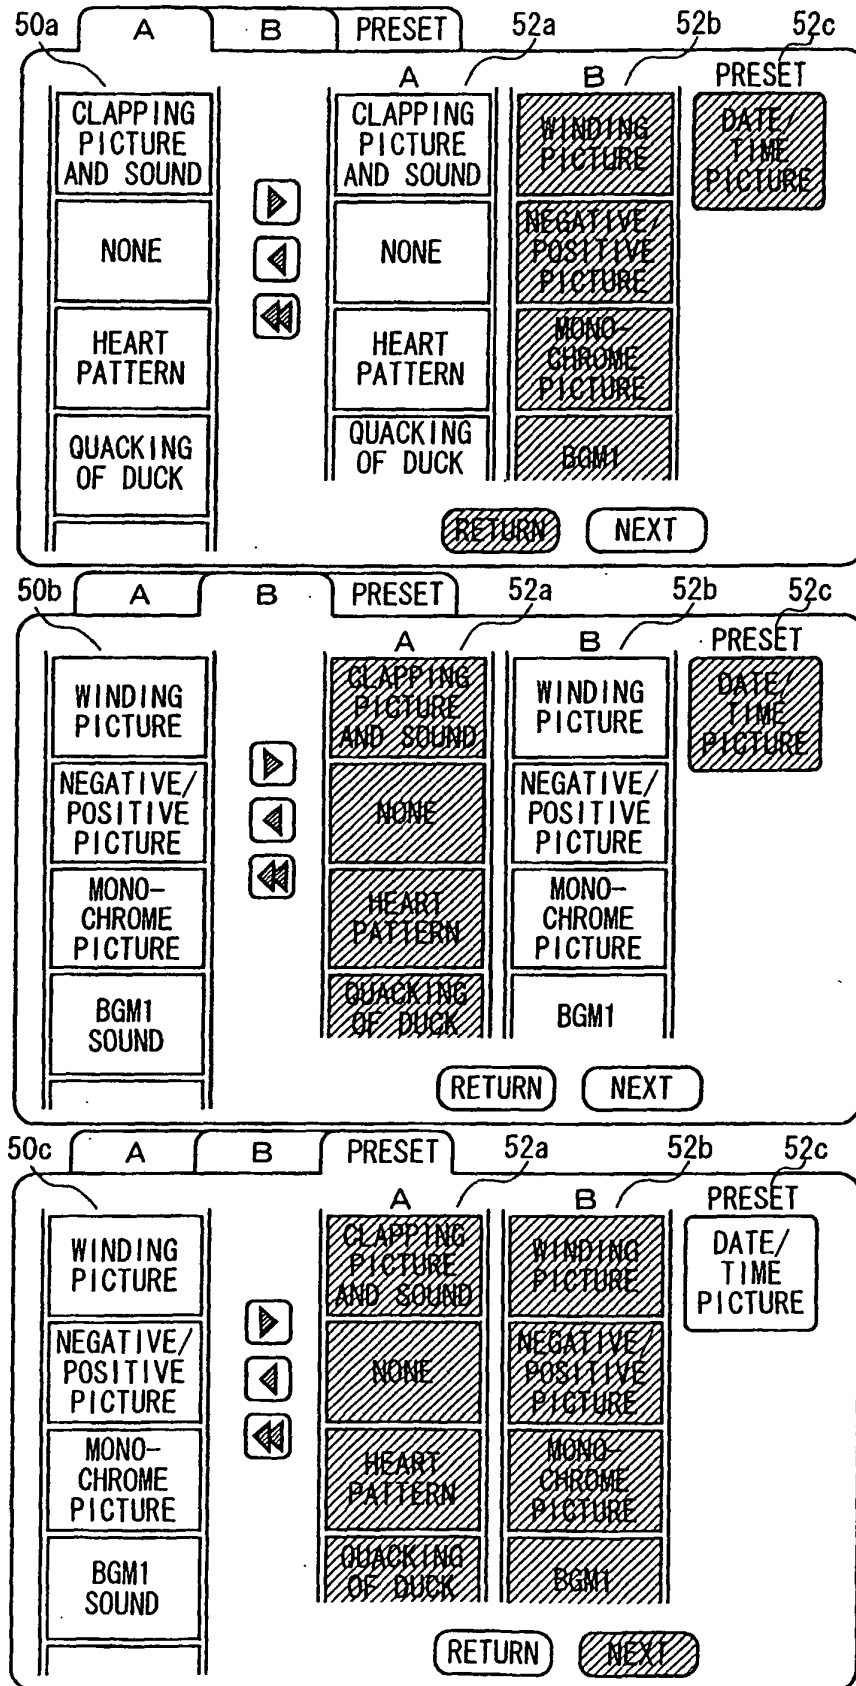 50a
A
B
PRESET
52a
52b
52c
A
B
PRESET
CLAPPING
PICTURE
AND SOUND
NONE
HEART
PATTERN
QUACKING
OF DUCK
CLAPPING
PICTURE
AND SOUND
NONE
HEART
PATTERN
QUACKING
OF DUCK
WINDING
PICTURE
NEGATIVE/
POSITIVE
PICTURE
MONO-
CHROME
PICTURE
BGM1
DATE/
TIME
PICTURE
RETURN
NEXT
50b
A
B
PRESET
52a
52b
52c
A
B
PRESET
WINDING
PICTURE
NEGATIVE/
POSITIVE
PICTURE
MONO-
CHROME
PICTURE
BGM1
SOUND
CLAPPING
PICTURE
AND SOUND
NONE
HEART
PATTERN
QUACKING
OF DUCK
WINDING
PICTURE
NEGATIVE/
POSITIVE
PICTURE
MONO-
CHROME
PICTURE
BGM1
DATE/
TIME
PICTURE
RETURN
NEXT
50c
A
B
PRESET
52a
52b
52c
A
B
PRESET
WINDING
PICTURE
NEGATIVE/
POSITIVE
PICTURE
MONO-
CHROME
PICTURE
BGM1
SOUND
CLAPPING
PICTURE
AND SOUND
NONE
HEART
PATTERN
QUACKING
OF DUCK
WINDING
PICTURE
NEGATIVE/
POSITIVE
PICTURE
MONO-
CHROME
PICTURE
BGM1
DATE/
TIME
PICTURE
RETURN
NEXT